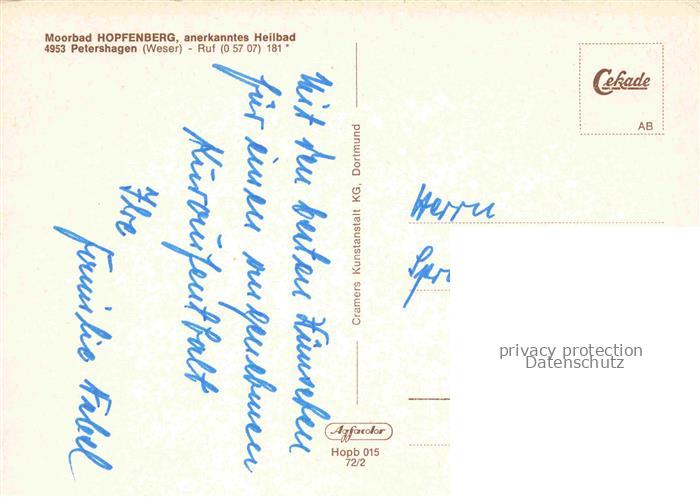 Moorbad HOPFENBERG, anerkanntes Heilbad
4953 Petershagen (Weser) - Ruf (0 57 07) 181 *
Mit den besten Wünschen
für einen angenehmen
Kuraufenthalt
Ihre
Familie
Cramers Kunstanstalt KG, Dortmund
Cekade
AB
Herrn
privacy protection
Datenschutz
Agfacolor
Hopb 015
72/2